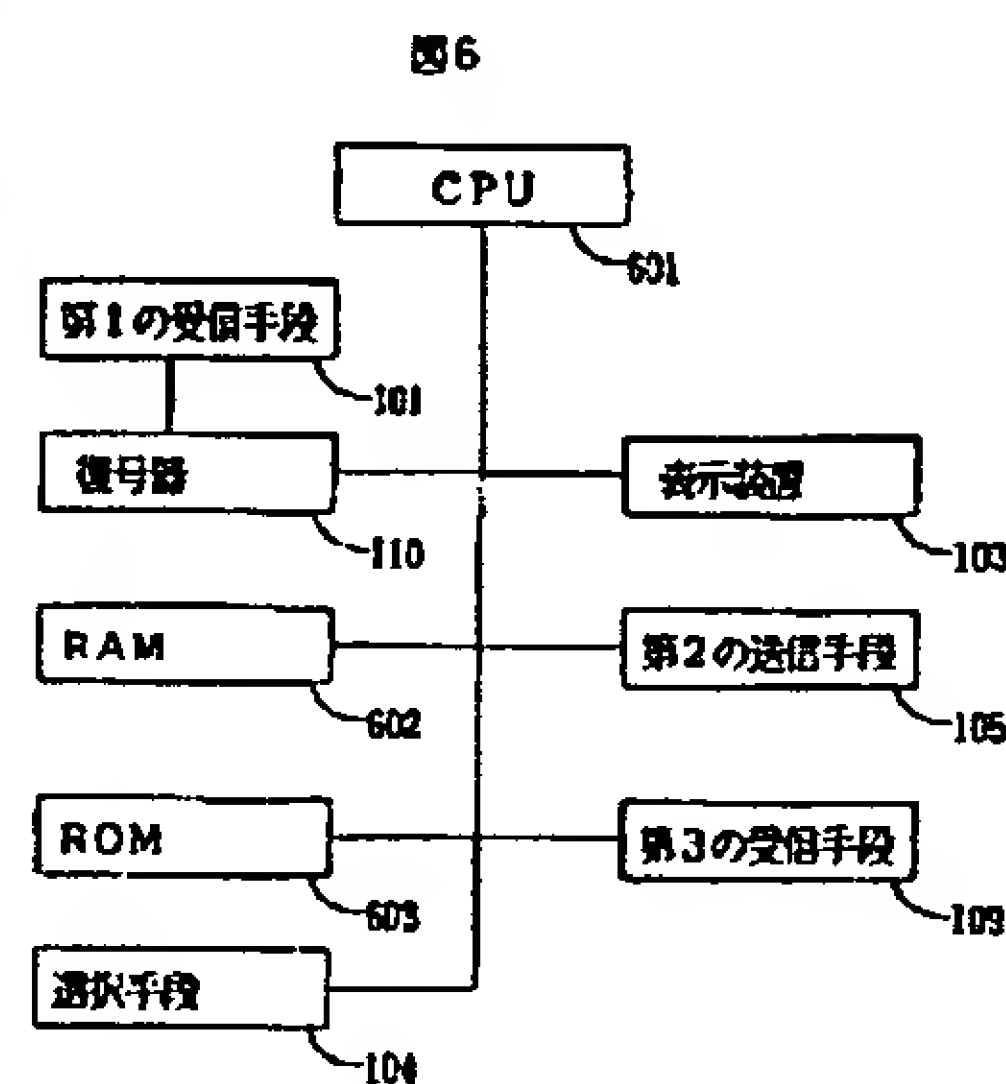 図6
CPU
601
第1の受信手段
101
復号器
110
表示装置
103
RAM
602
第2の送信手段
105
ROM
603
第3の受信手段
109
選択手段
104